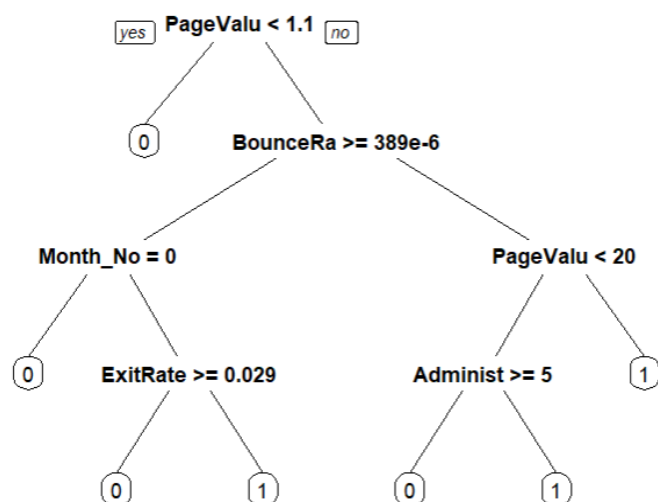 yes PageValu < 1.1 no
0 BounceRa >= 389e-6
Month_No = 0 PageValu < 20
0 ExitRate >= 0.029 Administ >= 5 1
0 1 0 1